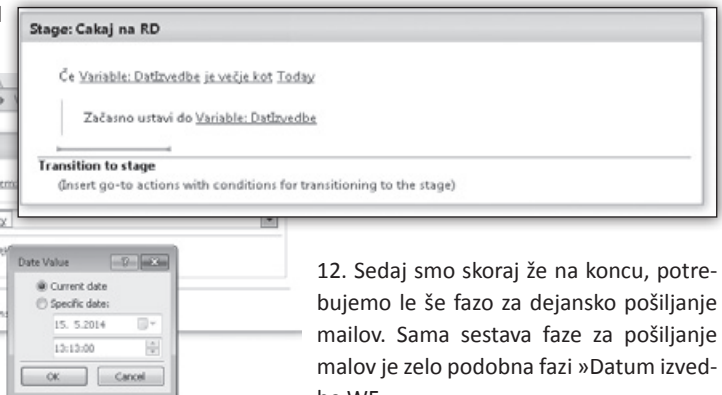 Stage: Cakaj na RD
Če Variable: DatIzvedbe je večje kot Today
Začasno ustavi do Variable: DatIzvedbe
Transition to stage
(Insert go-to actions with conditions for transitioning to the stage)
Date Value
Current date
Specific date:
15. 5.2014
13:13:00
OK
Cancel
12. Sedaj smo skoraj že na koncu, potre-
bujemo le še fazo za dejansko pošiljanje
mailov. Sama sestava faze za pošiljanje
malov je zelo podobna fazi »Datum izved-